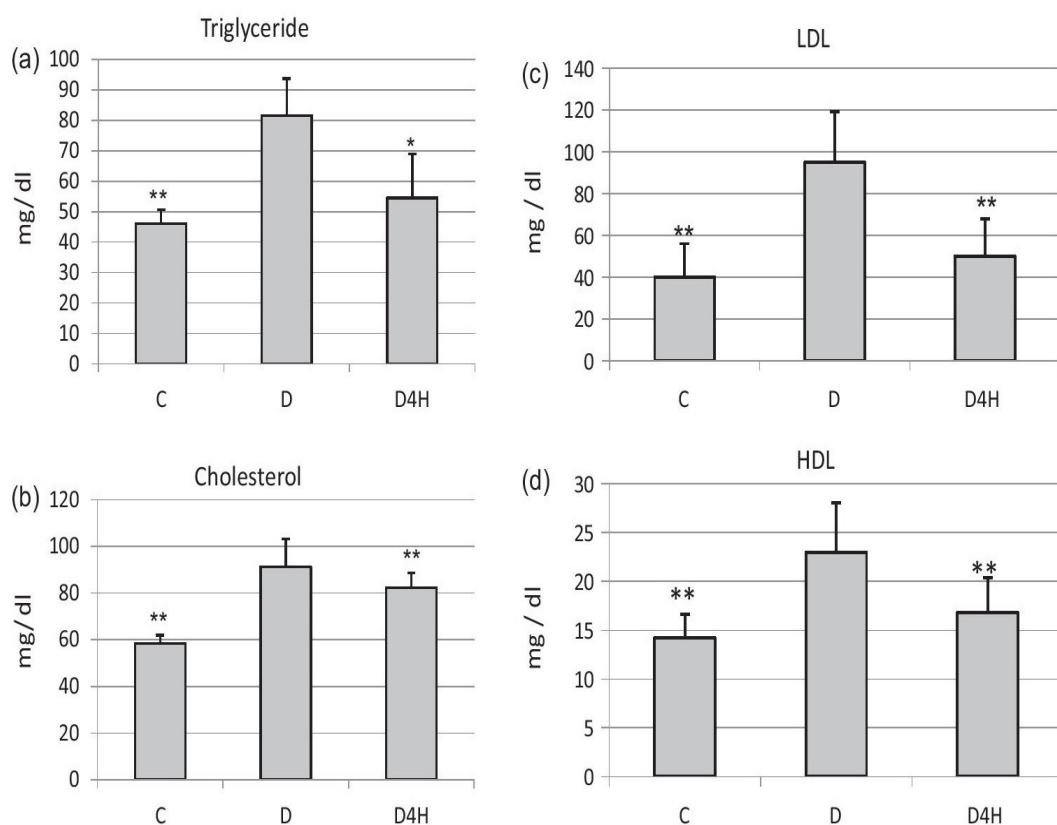 Triglyceride
(a)
100
90
80
70
60
50
40
30
20
10
0
mg/ dl
**
*
C D D4H
LDL
(c)
140
120
100
80
60
40
20
0
mg / dl
**
**
C D D4H
Cholesterol
(b)
120
100
80
60
40
20
0
mg/ dl
**
**
C D D4H
HDL
(d)
30
25
20
15
10
5
0
mg / dl
**
**
C D D4H